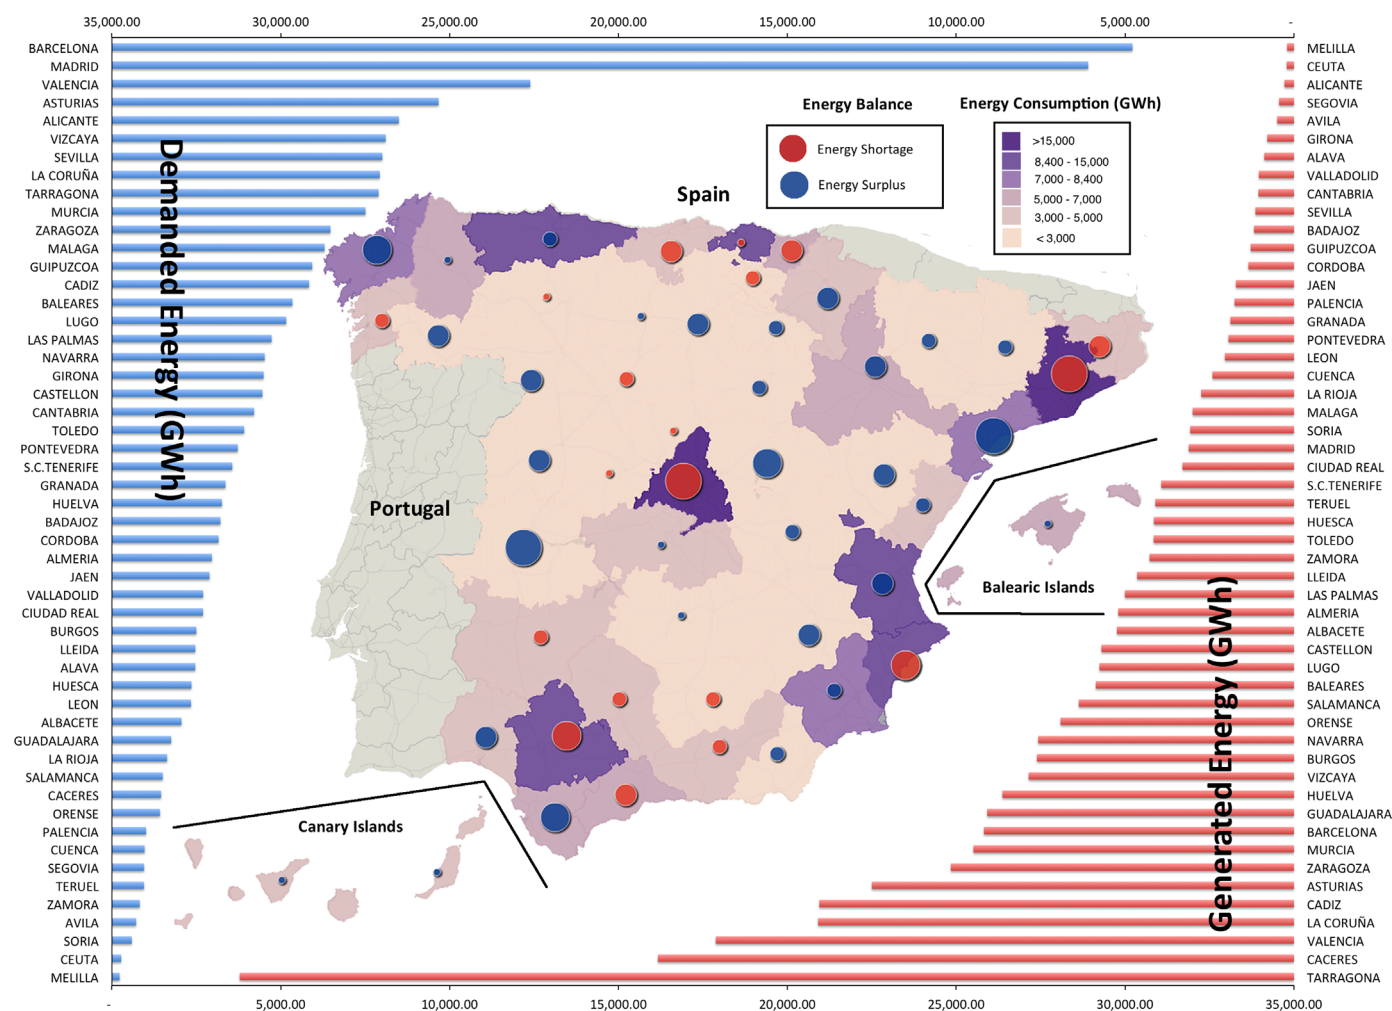 35,000.00 30,000.00 25,000.00 20,000.00 15,000.00 10,000.00 5,000.00 -
BARCELONA
MADRID
VALENCIA
ASTURIAS
ALICANTE
VIZCAYA
SEVILLA
LA CORUÑA
TARRAGONA
MURCIA
ZARAGOZA
MALAGA
GUIPUZCOA
CADIZ
BALEARES
LUGO
LAS PALMAS
NAVARRA
GIRONA
CASTELLON
CANTABRIA
TOLEDO
PONTEVEDRA
S.C.TENERIFE
GRANADA
HUELVA
BADAJOZ
CORDOBA
ALMERIA
JAEN
VALLADOLID
CIUDAD REAL
BURGOS
LLEIDA
ALAVA
HUESCA
LEON
ALBACETE
GUADALAJARA
LA RIOJA
SALAMANCA
CACERES
ORENSE
PALENCIA
CUENCA
SEGOVIA
TERUEL
ZAMORA
AVILA
SORIA
CEUTA
MELILLA
Demanded Energy (GWh)
Energy Balance
Energy Shortage
Energy Surplus
Energy Consumption (GWh)
>15,000
8,400 - 15,000
7,000 - 8,400
5,000 - 7,000
3,000 - 5,000
< 3,000
Spain
Portugal
Balearic Islands
Canary Islands
MELILLA
CEUTA
ALICANTE
SEGOVIA
AVILA
GIRONA
ALAVA
VALLADOLID
CANTABRIA
SEVILLA
BADAJOZ
GUIPUZCOA
CORDOBA
JAEN
PALENCIA
GRANADA
PONTEVEDRA
LEON
CUENCA
LA RIOJA
MALAGA
SORIA
MADRID
CIUDAD REAL
S.C.TENERIFE
TERUEL
HUESCA
TOLEDO
ZAMORA
LLEIDA
LAS PALMAS
ALMERIA
ALBACETE
CASTELLON
LUGO
BALEARES
SALAMANCA
ORENSE
NAVARRA
BURGOS
VIZCAYA
HUELVA
GUADALAJARA
BARCELONA
MURCIA
ZARAGOZA
ASTURIAS
CADIZ
LA CORUÑA
VALENCIA
CACERES
TARRAGONA
Generated Energy (GWh)
- 5,000.00 10,000.00 15,000.00 20,000.00 25,000.00 30,000.00 35,000.00